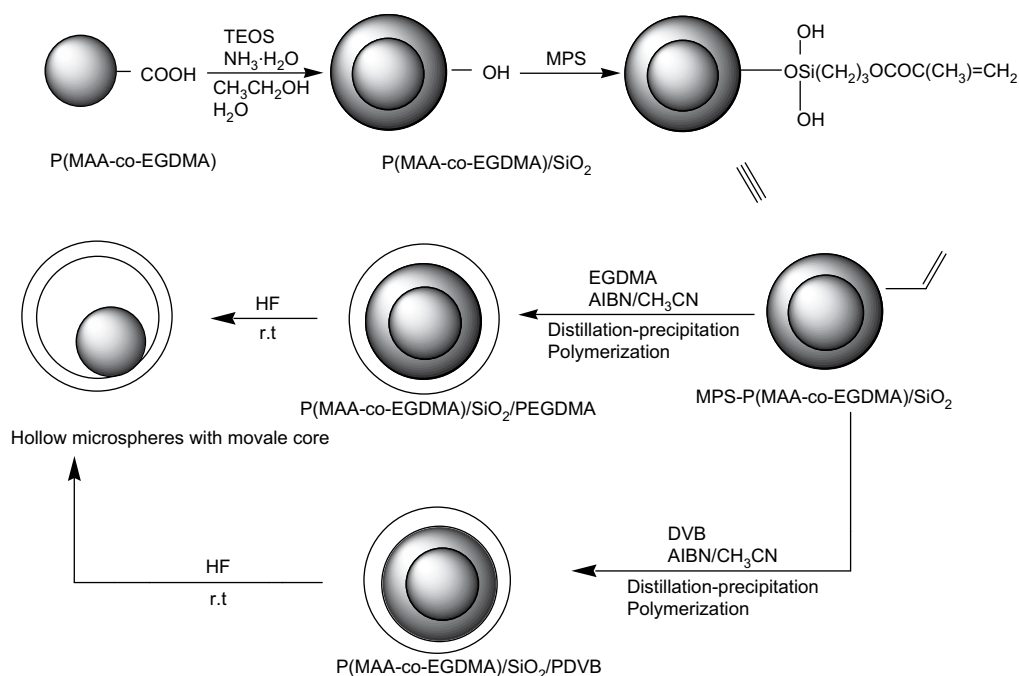 TEOS
NH₃·H₂O
CH₃CH₂OH
H₂O
COOH
P(MAA-co-EGDMA)
OH
P(MAA-co-EGDMA)/SiO₂
MPS
OH
OSi(CH₂)₃OCOC(CH₃)=CH₂
OH
HF
r.t
Hollow microspheres with movale core
P(MAA-co-EGDMA)/SiO₂/PEGDMA
EGDMA
AIBN/CH₃CN
Distillation-precipitation
Polymerization
MPS-P(MAA-co-EGDMA)/SiO₂
HF
r.t
P(MAA-co-EGDMA)/SiO₂/PDVB
DVB
AIBN/CH₃CN
Distillation-precipitation
Polymerization